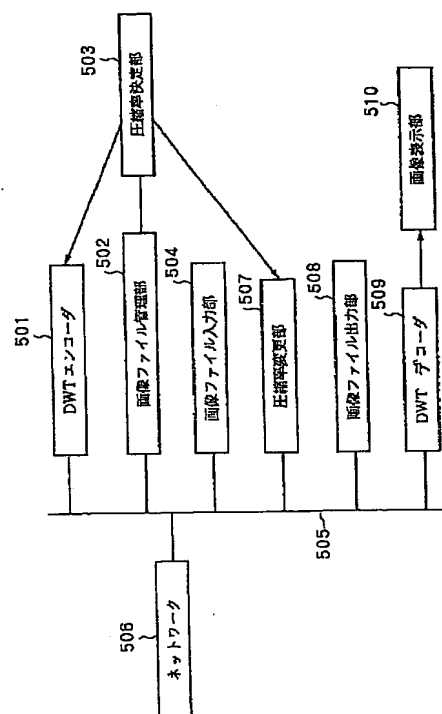 503
圧縮率決定部
501
DWTエンコーダ
502
画像ファイル管理部
504
画像ファイル入力部
507
圧縮率変更部
508
画像ファイル出力部
509
DWT デコーダ
510
画像表示部
505
506
ネットワーク